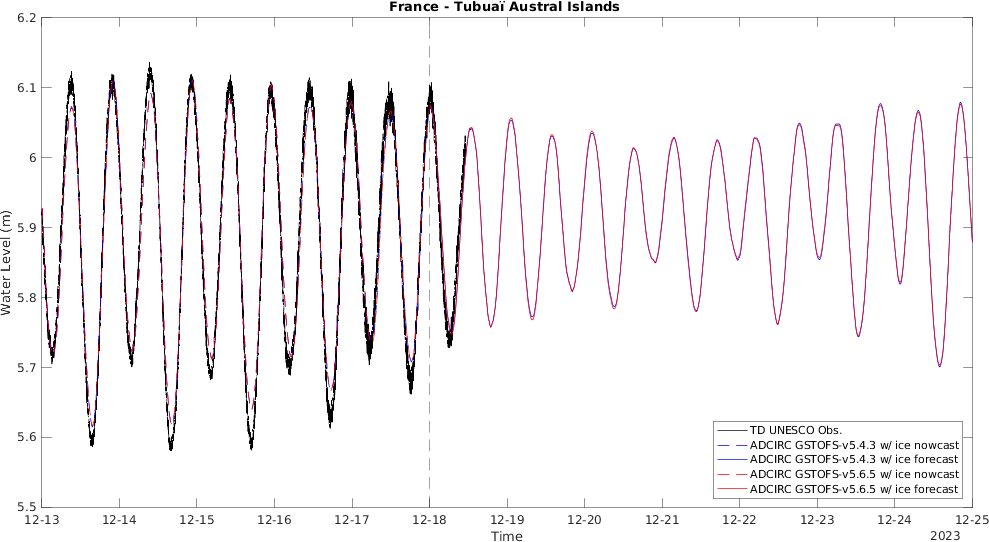 France - Tubuaï Austral Islands
6.2
6.1
6
5.9
5.8
5.7
5.6
5.5
Water Level (m)
12-13 12-14 12-15 12-16 12-17 12-18 12-19 12-20 12-21 12-22 12-23 12-24 12-25
Time
2023
TD UNESCO Obs.
ADCIRC GSTOFS-v5.4.3 w/ ice nowcast
ADCIRC GSTOFS-v5.4.3 w/ ice forecast
ADCIRC GSTOFS-v5.6.5 w/ ice nowcast
ADCIRC GSTOFS-v5.6.5 w/ ice forecast